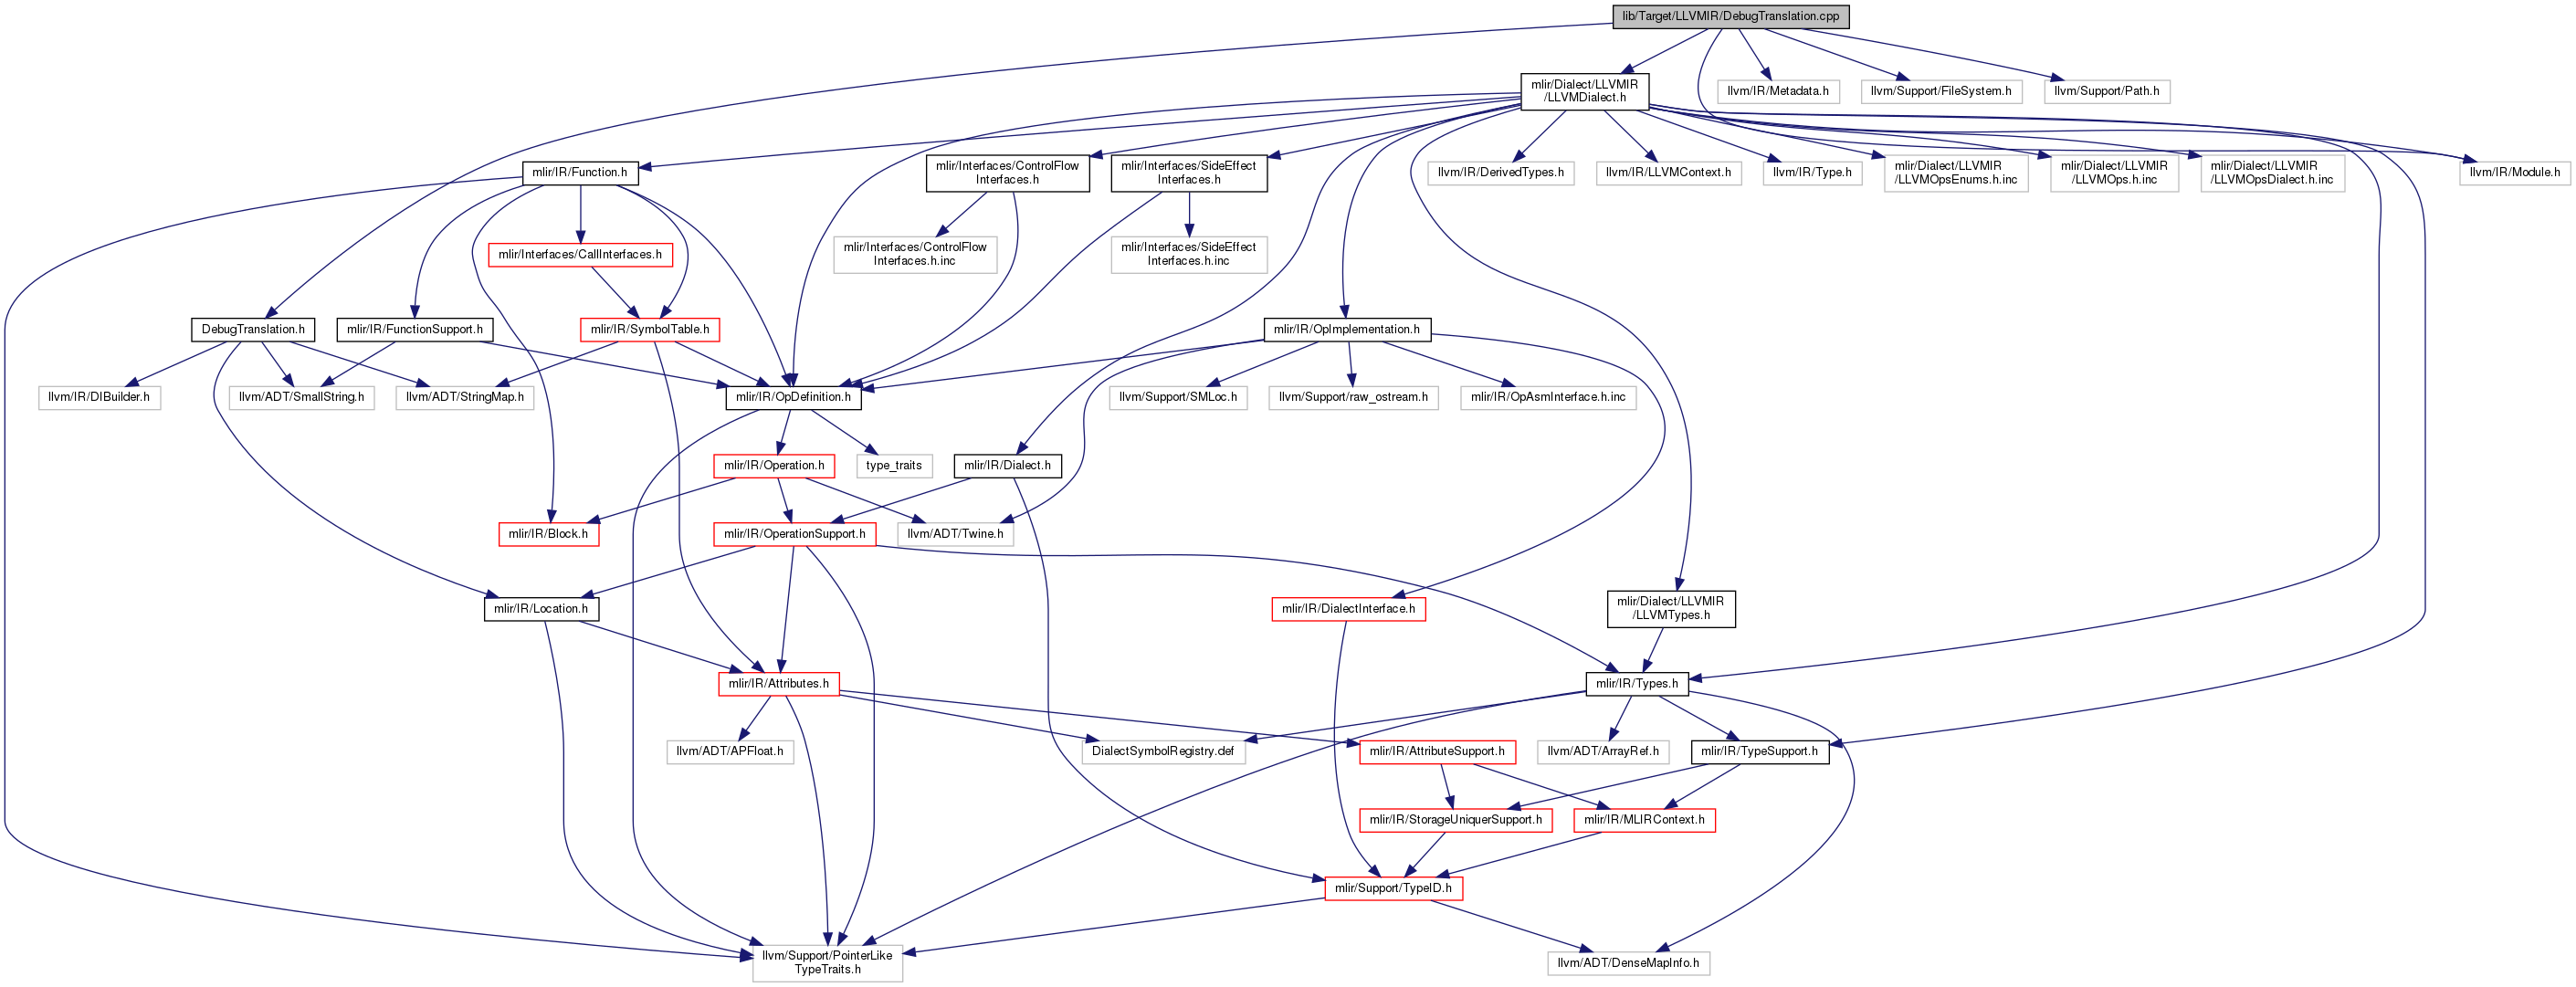 lib/Target/LLVMIR/DebugTranslation.cpp
mlir/Dialect/LLVMIR
/LLVMDialect.h
llvm/IR/Metadata.h
llvm/Support/FileSystem.h
llvm/Support/Path.h
mlir/IR/Function.h
mlir/Interfaces/ControlFlow
Interfaces.h
mlir/Interfaces/SideEffect
Interfaces.h
llvm/IR/DerivedTypes.h
llvm/IR/LLVMContext.h
llvm/IR/Type.h
mlir/Dialect/LLVMIR
/LLVMOpsEnums.h.inc
mlir/Dialect/LLVMIR
/LLVMOps.h.inc
mlir/Dialect/LLVMIR
/LLVMOpsDialect.h.inc
llvm/IR/Module.h
mlir/Interfaces/CallInterfaces.h
mlir/Interfaces/ControlFlow
Interfaces.h.inc
mlir/Interfaces/SideEffect
Interfaces.h.inc
DebugTranslation.h
mlir/IR/FunctionSupport.h
mlir/IR/SymbolTable.h
mlir/IR/OpImplementation.h
llvm/IR/DIBuilder.h
llvm/ADT/SmallString.h
llvm/ADT/StringMap.h
mlir/IR/OpDefinition.h
llvm/Support/SMLoc.h
llvm/Support/raw_ostream.h
mlir/IR/OpAsmInterface.h.inc
mlir/IR/Operation.h
type_traits
mlir/IR/Dialect.h
mlir/IR/Block.h
mlir/IR/OperationSupport.h
llvm/ADT/Twine.h
mlir/IR/Location.h
mlir/IR/DialectInterface.h
mlir/Dialect/LLVMIR
/LLVMTypes.h
mlir/IR/Attributes.h
mlir/IR/Types.h
llvm/ADT/APFloat.h
DialectSymbolRegistry.def
mlir/IR/AttributeSupport.h
llvm/ADT/ArrayRef.h
mlir/IR/TypeSupport.h
mlir/IR/StorageUniquerSupport.h
mlir/IR/MLIRContext.h
mlir/Support/TypeID.h
llvm/Support/PointerLike
TypeTraits.h
llvm/ADT/DenseMapInfo.h